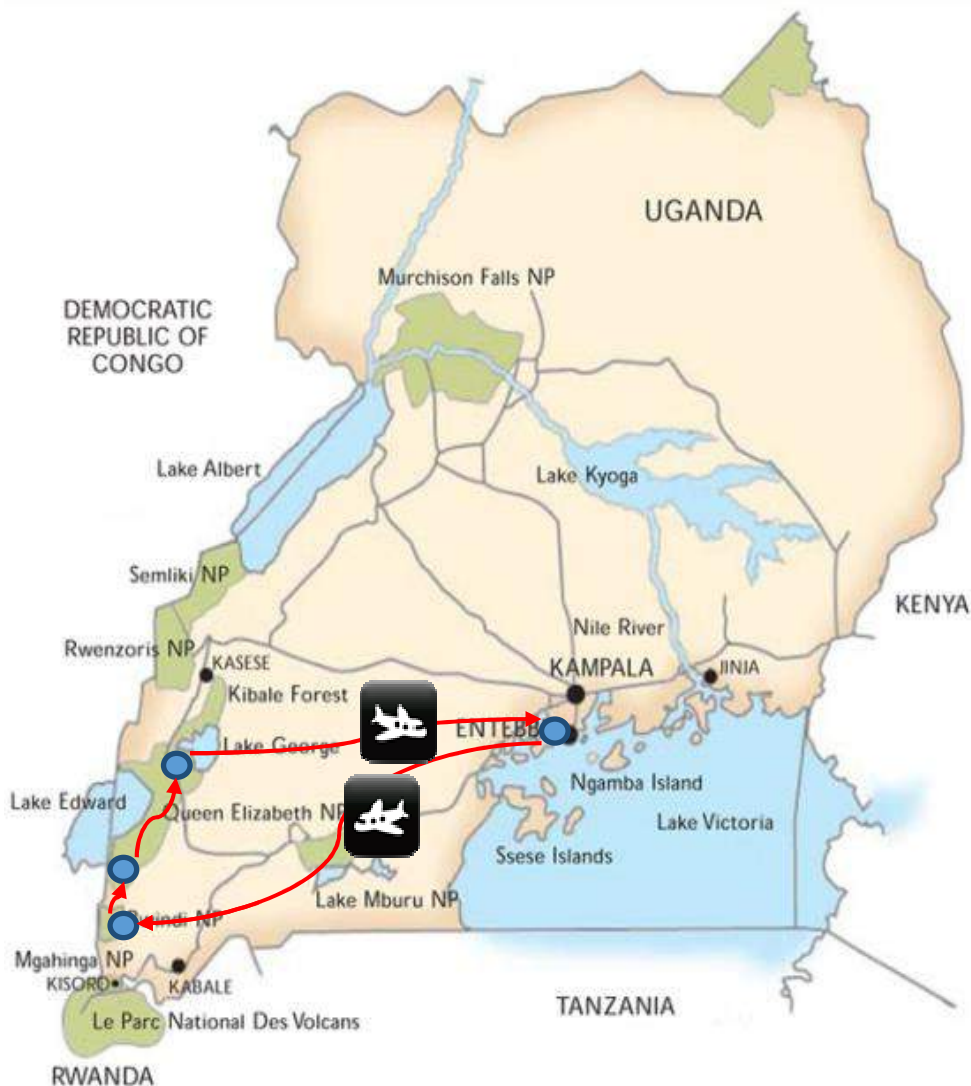 UGANDA
Murchison Falls NP
DEMOCRATIC
REPUBLIC OF
CONGO
Lake Albert
Lake Kyoga
Semliki NP
KENYA
Nile River
Rwenzoris NP
KASESE
KAMPALA
JINJA
Kibale Forest
ENTEBB
Lake George
Ngamba Island
Lake Edward
Queen Elizabeth NP
Lake Victoria
Ssese Islands
Lake Mburu NP
NP
Mgahinga NP
KISORO
KABALE
TANZANIA
Le Parc National Des Volcans
RWANDA